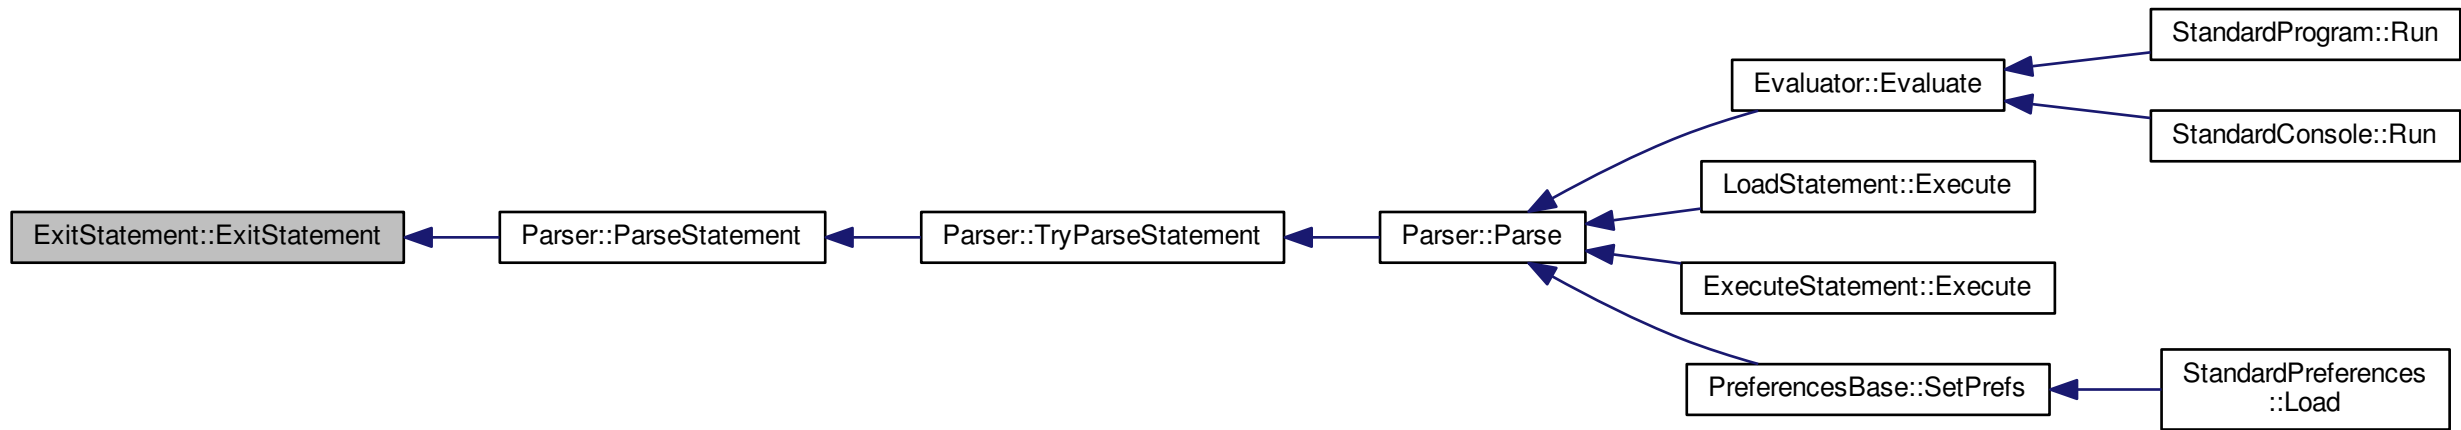 StandardProgram::Run
Evaluator::Evaluate
StandardConsole::Run
LoadStatement::Execute
ExitStatement::ExitStatement
Parser::ParseStatement
Parser::TryParseStatement
Parser::Parse
ExecuteStatement::Execute
PreferencesBase::SetPrefs
StandardPreferences
::Load